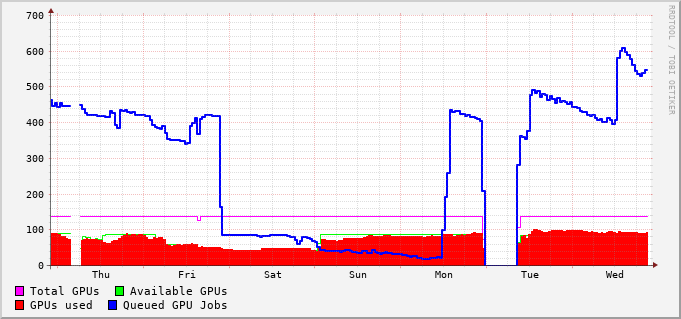 700
600
500
400
300
200
100
0
Thu Fri Sat Sun Mon Tue Wed
Total GPUs Available GPUs
GPUs used Queued GPU Jobs
RRDTOOL / TOBI OETIKER